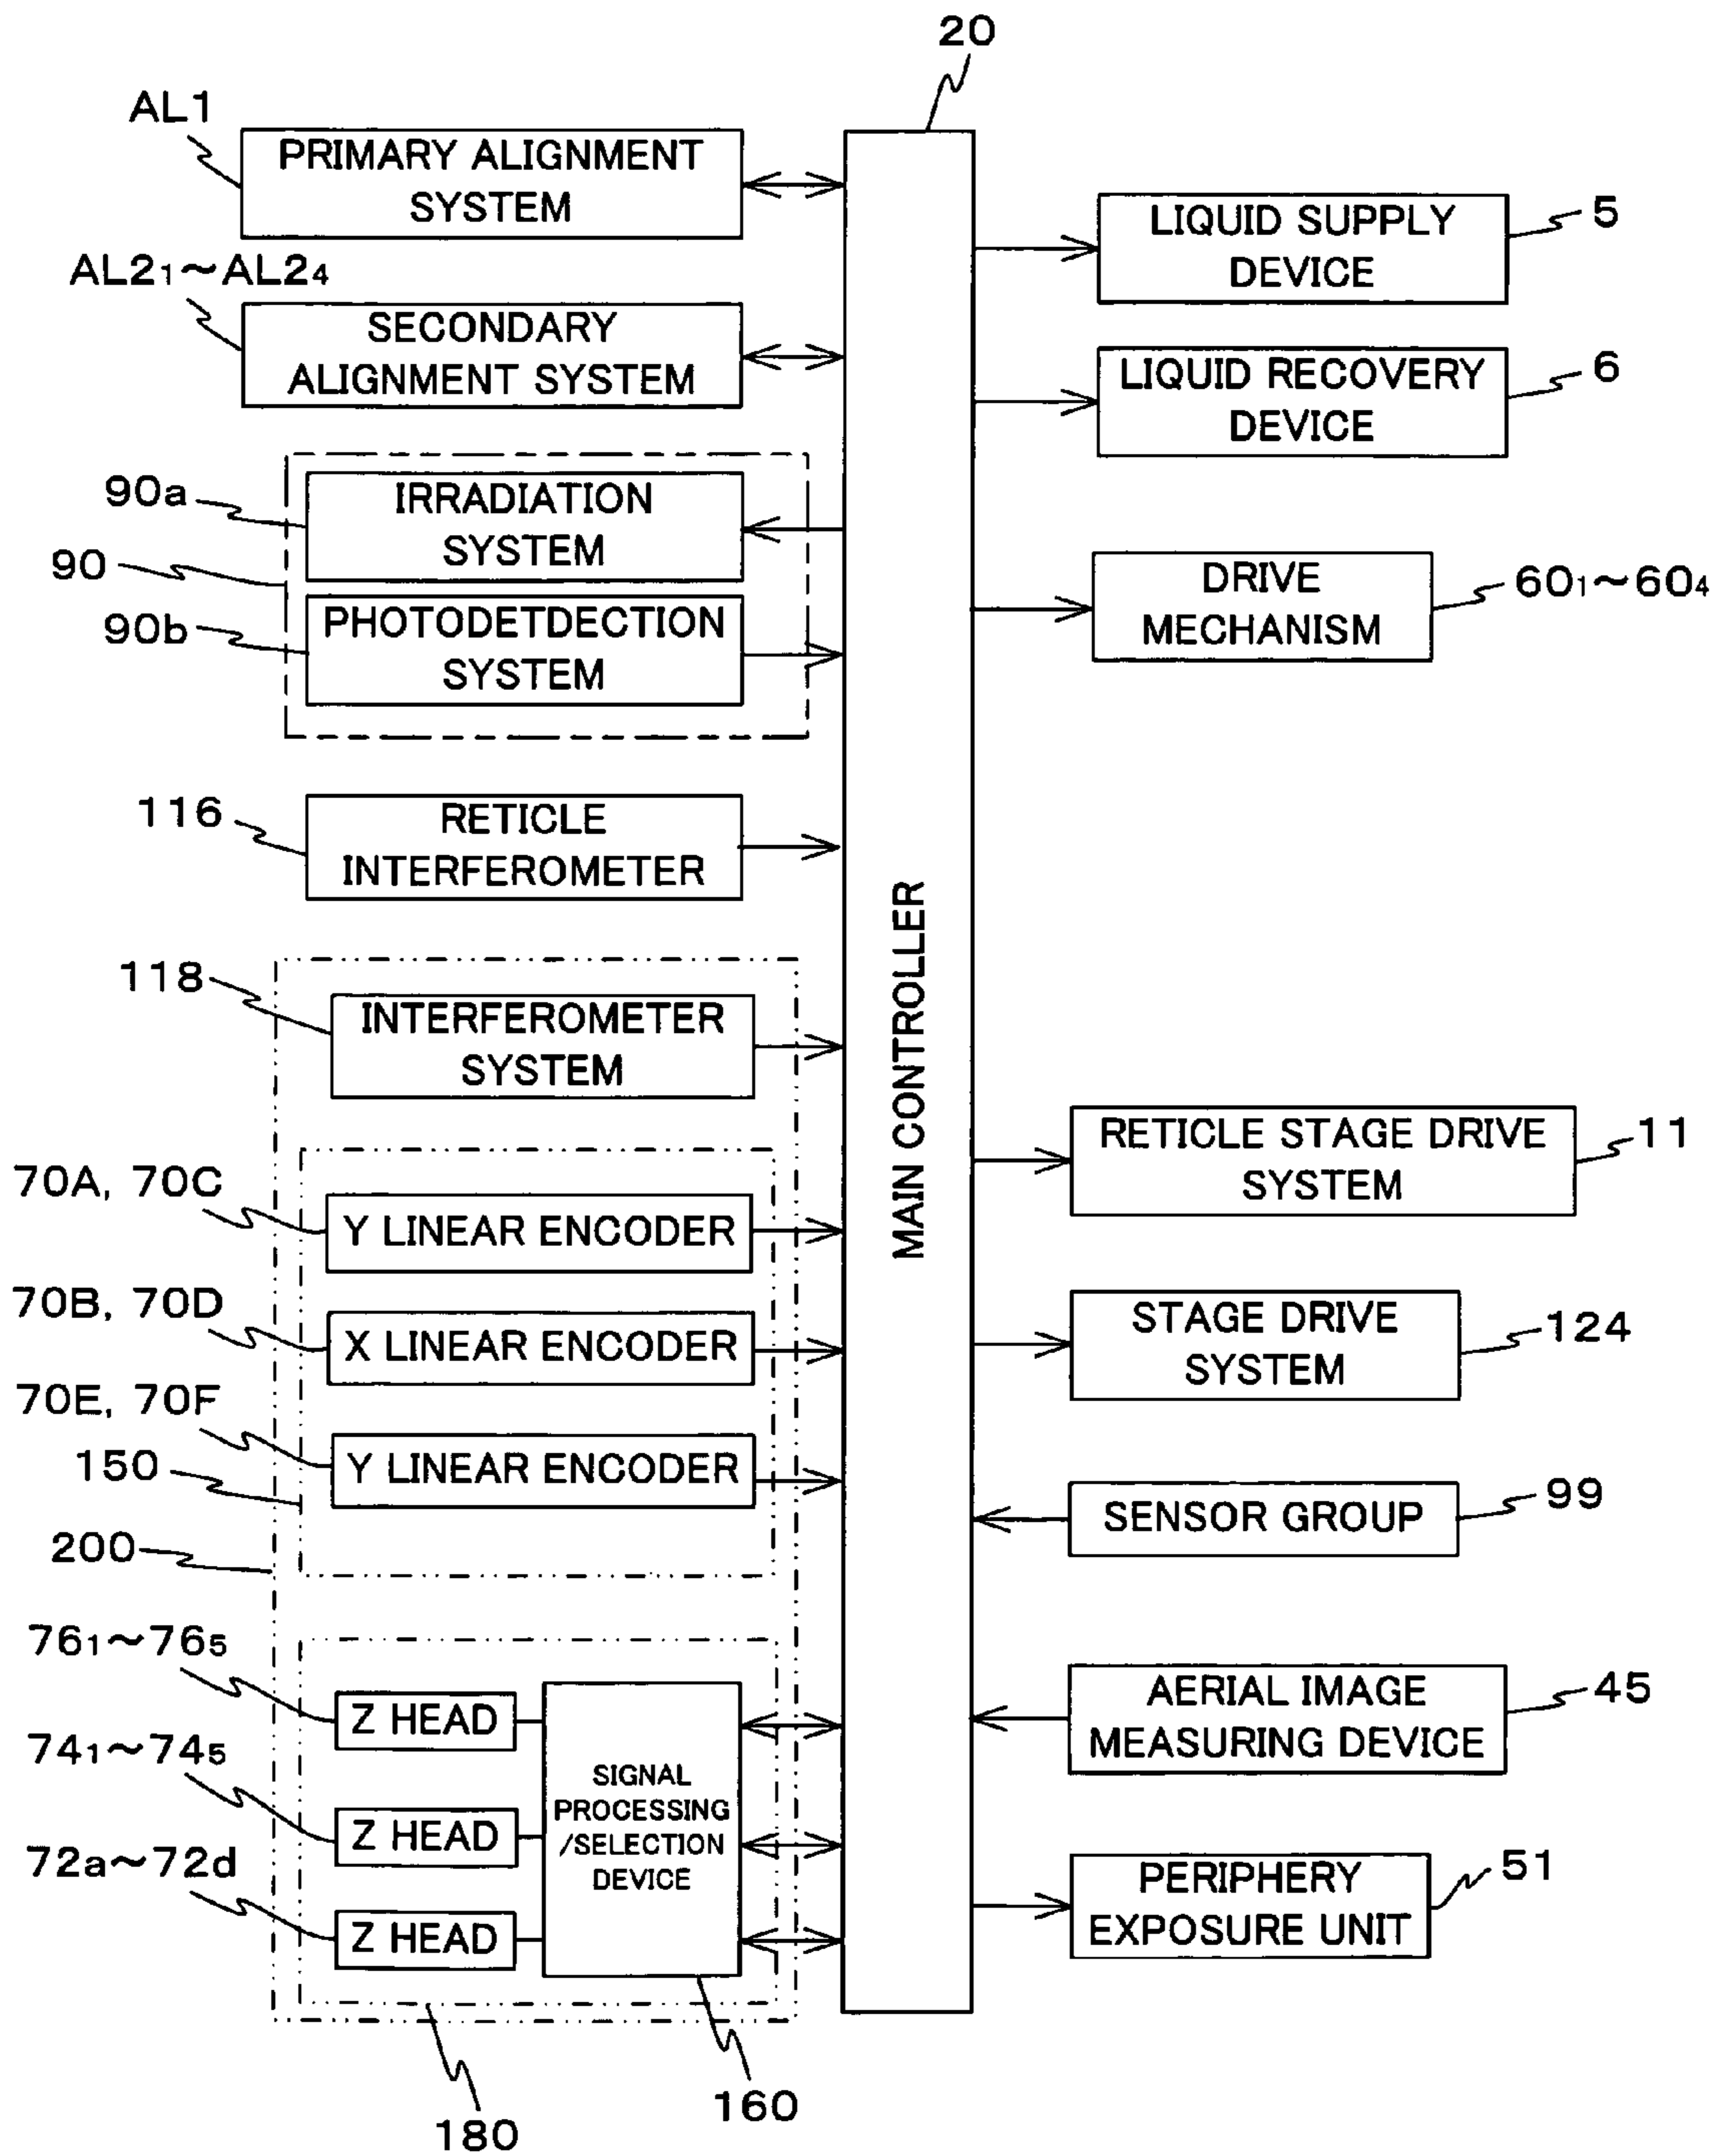 20
AL1
PRIMARY ALIGNMENT
SYSTEM
AL2₁~AL2₄
SECONDARY
ALIGNMENT SYSTEM
90a
IRRADIATION
SYSTEM
90
90b
PHOTODETDECTION
SYSTEM
116
RETICLE
INTERFEROMETER
118
INTERFEROMETER
SYSTEM
70A, 70C
Y LINEAR ENCODER
70B, 70D
X LINEAR ENCODER
70E, 70F
Y LINEAR ENCODER
150
200
76₁~76₅
Z HEAD
74₁~74₅
Z HEAD
72a~72d
Z HEAD
SIGNAL
PROCESSING
/SELECTION
DEVICE
160
180
MAIN CONTROLLER
LIQUID SUPPLY
DEVICE
5
LIQUID RECOVERY
DEVICE
6
DRIVE
MECHANISM
60₁~60₄
RETICLE STAGE DRIVE
SYSTEM
11
STAGE DRIVE
SYSTEM
124
SENSOR GROUP
99
AERIAL IMAGE
MEASURING DEVICE
45
PERIPHERY
EXPOSURE UNIT
51